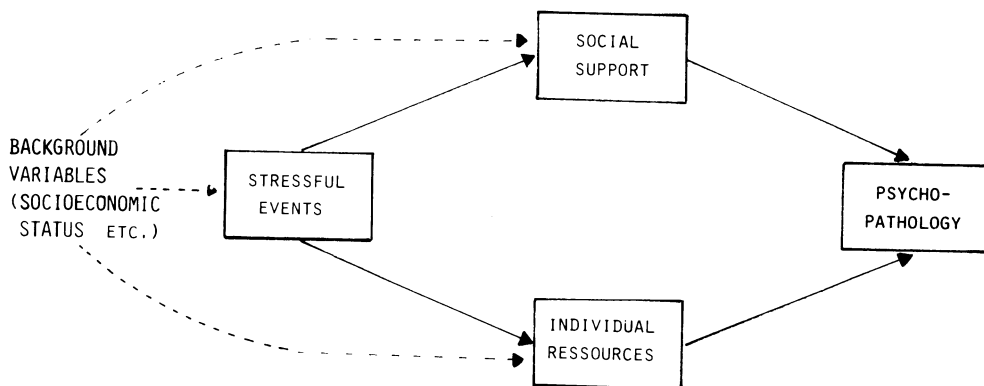 SOCIAL
SUPPORT
BACKGROUND
VARIABLES
(SOCIOECONOMIC
STATUS ETC.)
STRESSFUL
EVENTS
PSYCHO-
PATHOLOGY
INDIVIDUAL
RESSOURCES